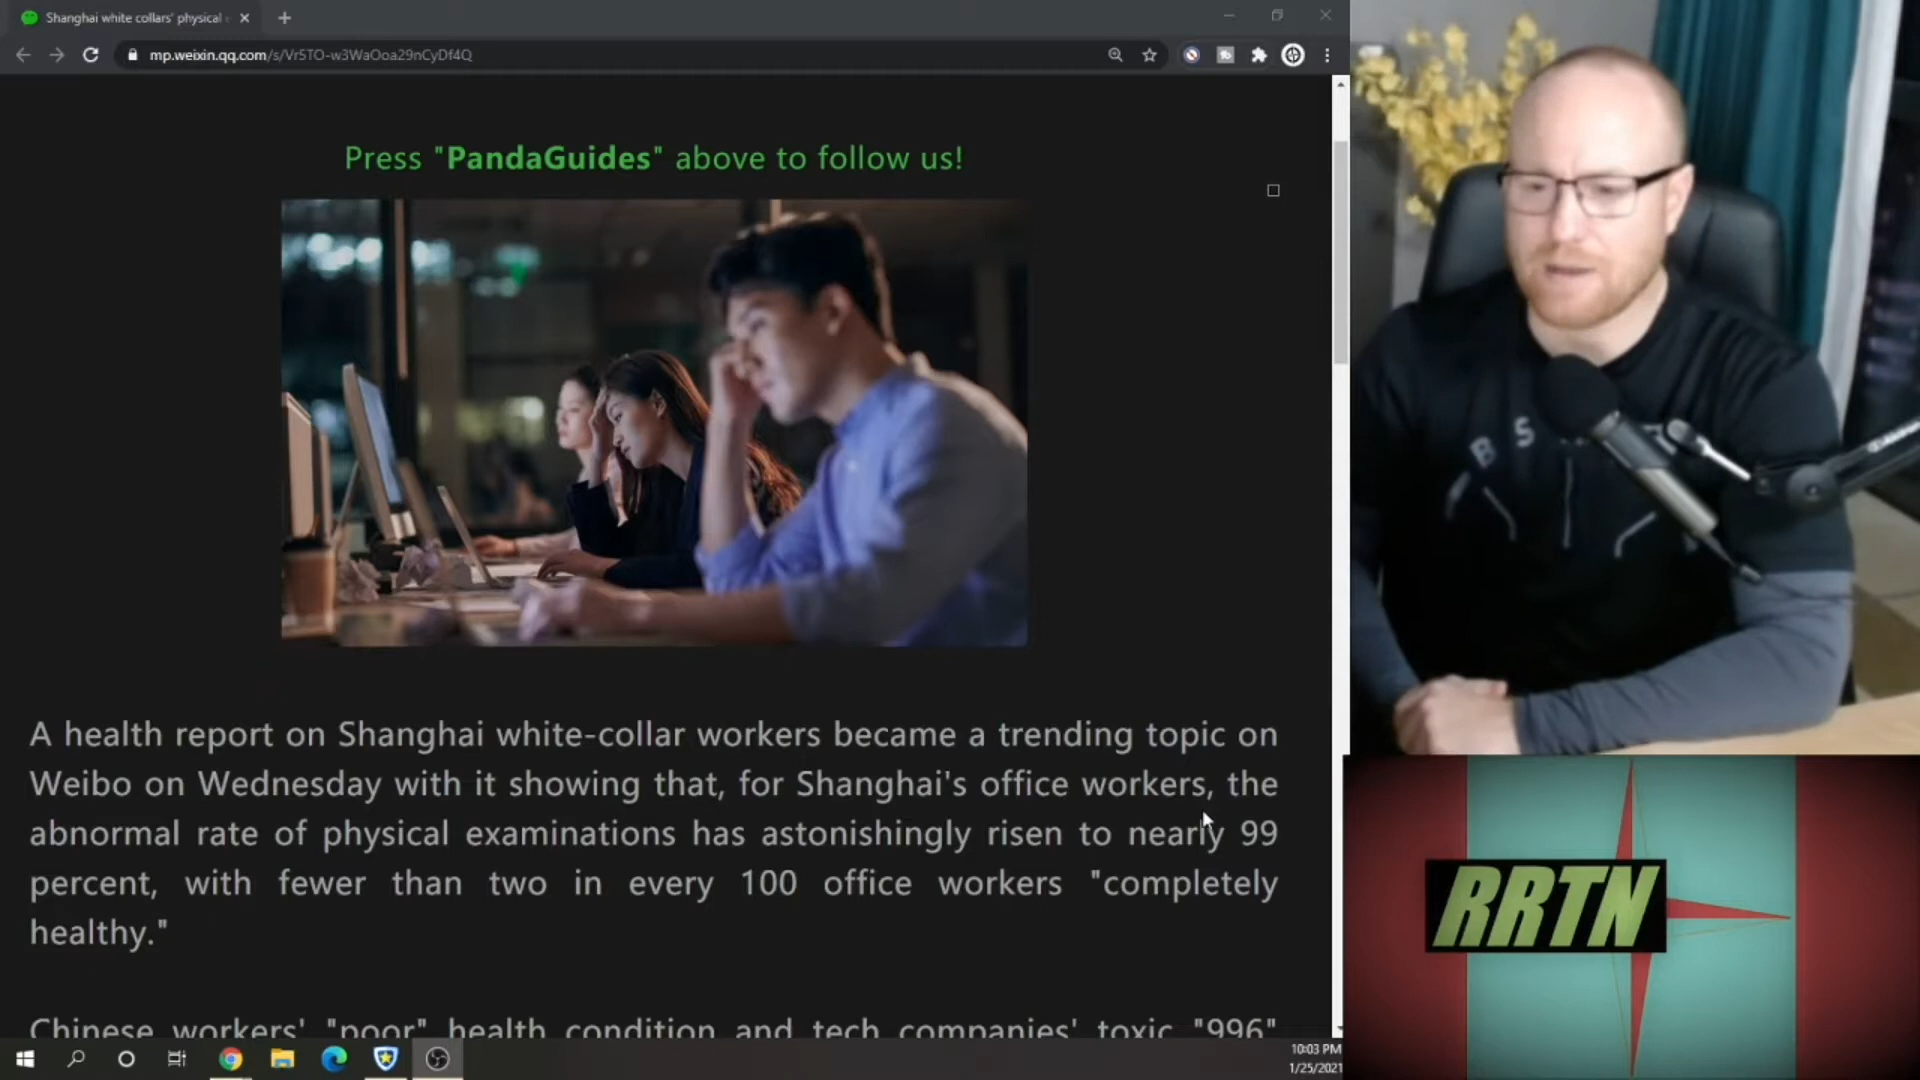 Shanghai white collars' physical
mp.weixin.qq.com/s/Vr5TO-w3WaOoa29nCyDf4Q
Press "PandaGuides" above to follow us!
A health report on Shanghai white-collar workers became a trending topic on
Weibo on Wednesday with it showing that, for Shanghai's office workers, the
abnormal rate of physical examinations has astonishingly risen to nearly 99
percent, with fewer than two in every 100 office workers "completely
healthy."
Chinese workers' "poor" health condition and tech companies' toxic "996"
10:03 PM
1/25/2021
RRTN